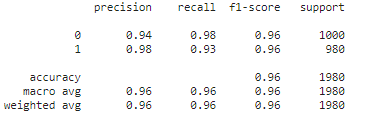 precision recall f1-score support
0 0.94 0.98 0.96 1000
1 0.98 0.93 0.96 980
accuracy 0.96 1980
macro avg 0.96 0.96 0.96 1980
weighted avg 0.96 0.96 0.96 1980